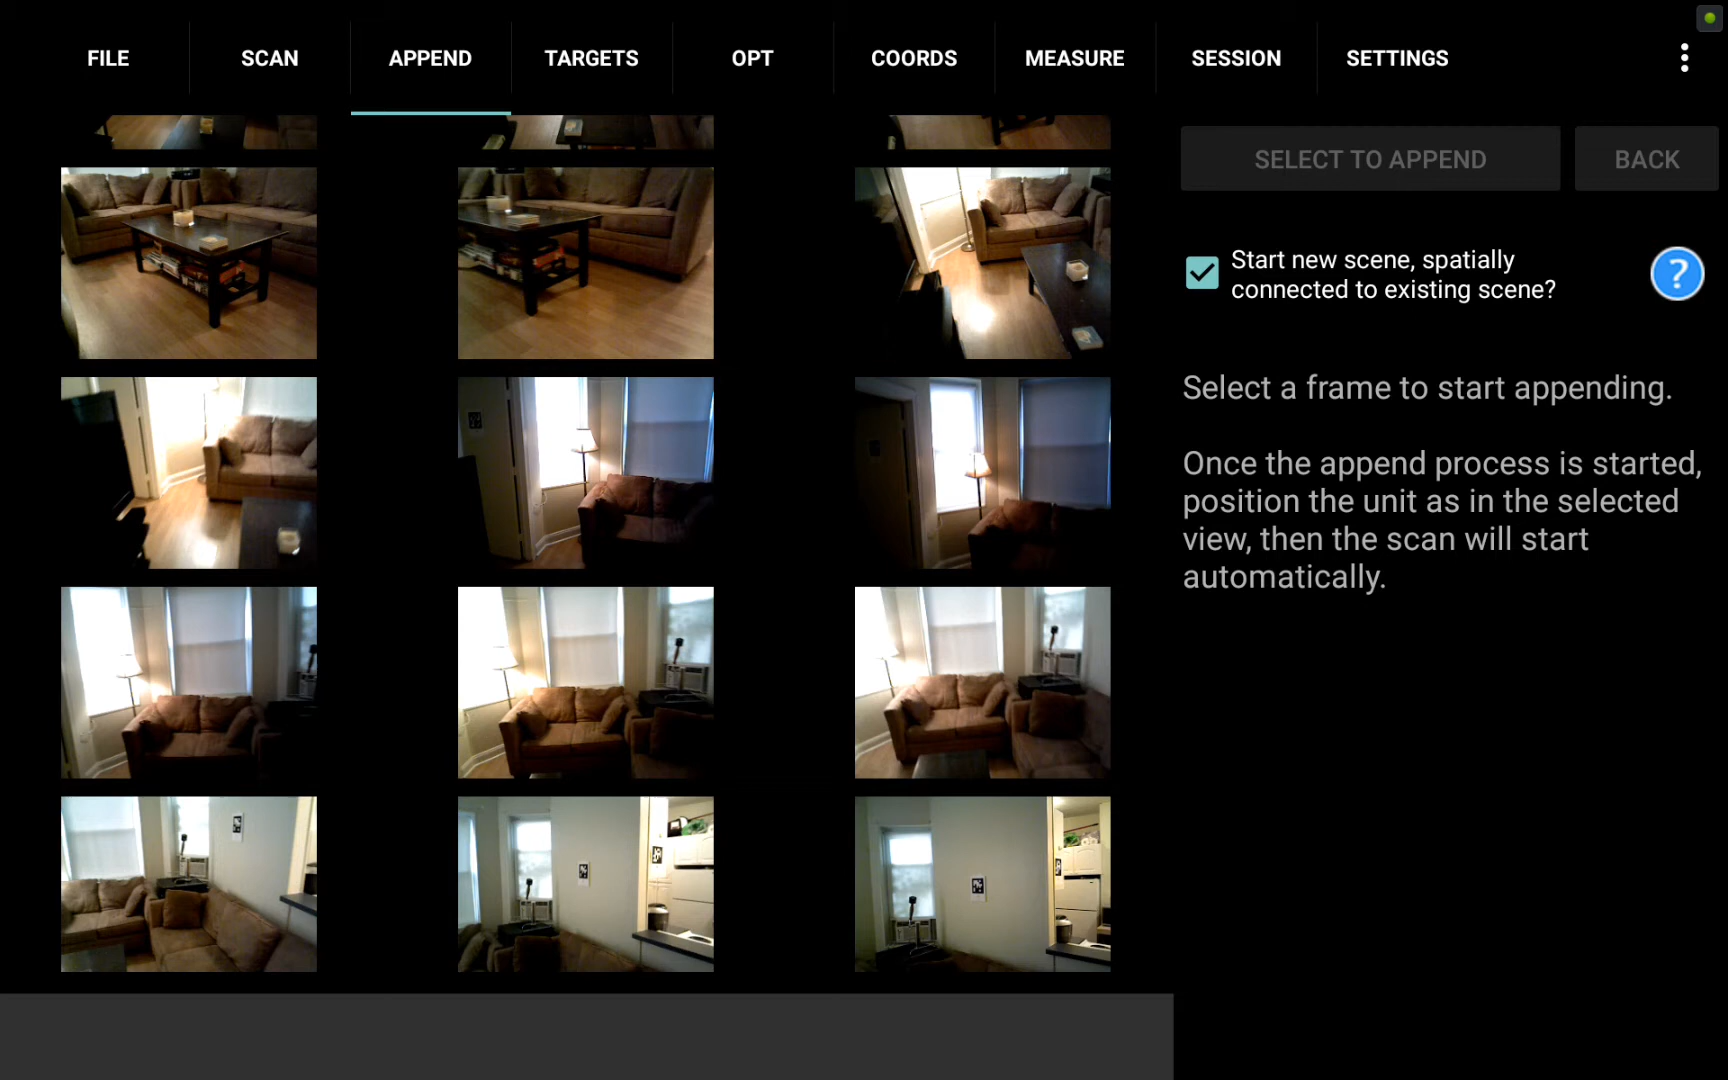 FILE
SCAN
APPEND
TARGETS
OPT
COORDS
MEASURE
SESSION
SETTINGS
SELECT TO APPEND
BACK
Start new scene, spatially
connected to existing scene?
?
Select a frame to start appending.
Once the append process is started,
position the unit as in the selected
view, then the scan will start
automatically.